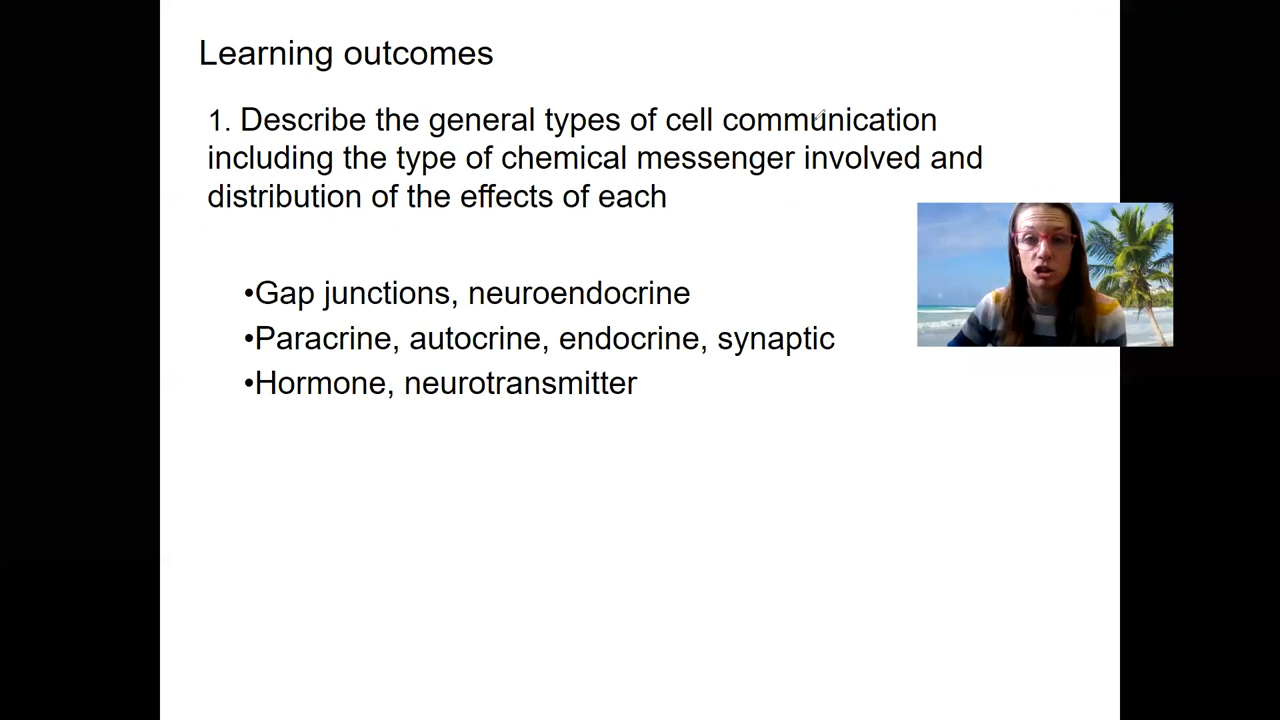 Learning outcomes
1. Describe the general types of cell communication
including the type of chemical messenger involved and
distribution of the effects of each
•Gap junctions, neuroendocrine
•Paracrine, autocrine, endocrine, synaptic
•Hormone, neurotransmitter